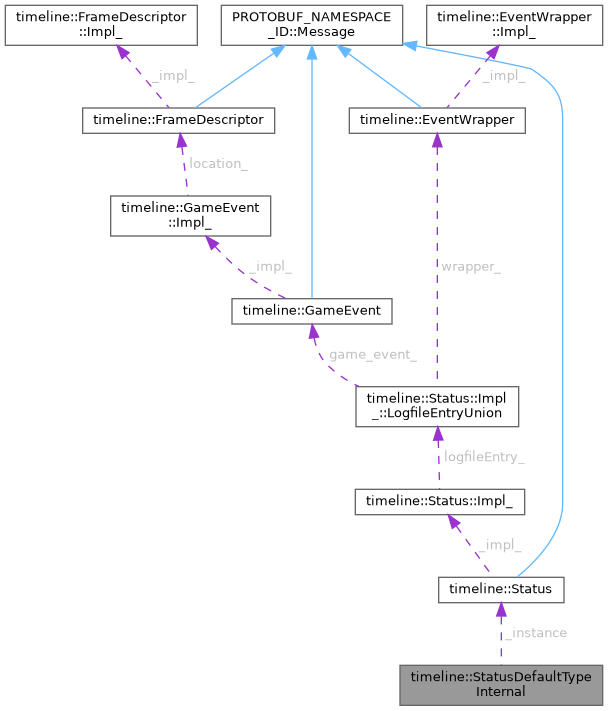 timeline::FrameDescriptor
::Impl_
PROTOBUF_NAMESPACE
_ID::Message
timeline::EventWrapper
::Impl_
_impl_
_impl_
timeline::FrameDescriptor
timeline::EventWrapper
location_
timeline::GameEvent
::Impl_
_impl_
wrapper_
timeline::GameEvent
game_event_
timeline::Status::Impl
_::LogfileEntryUnion
logfileEntry_
timeline::Status::Impl_
_impl_
timeline::Status
_instance
timeline::StatusDefaultType
Internal